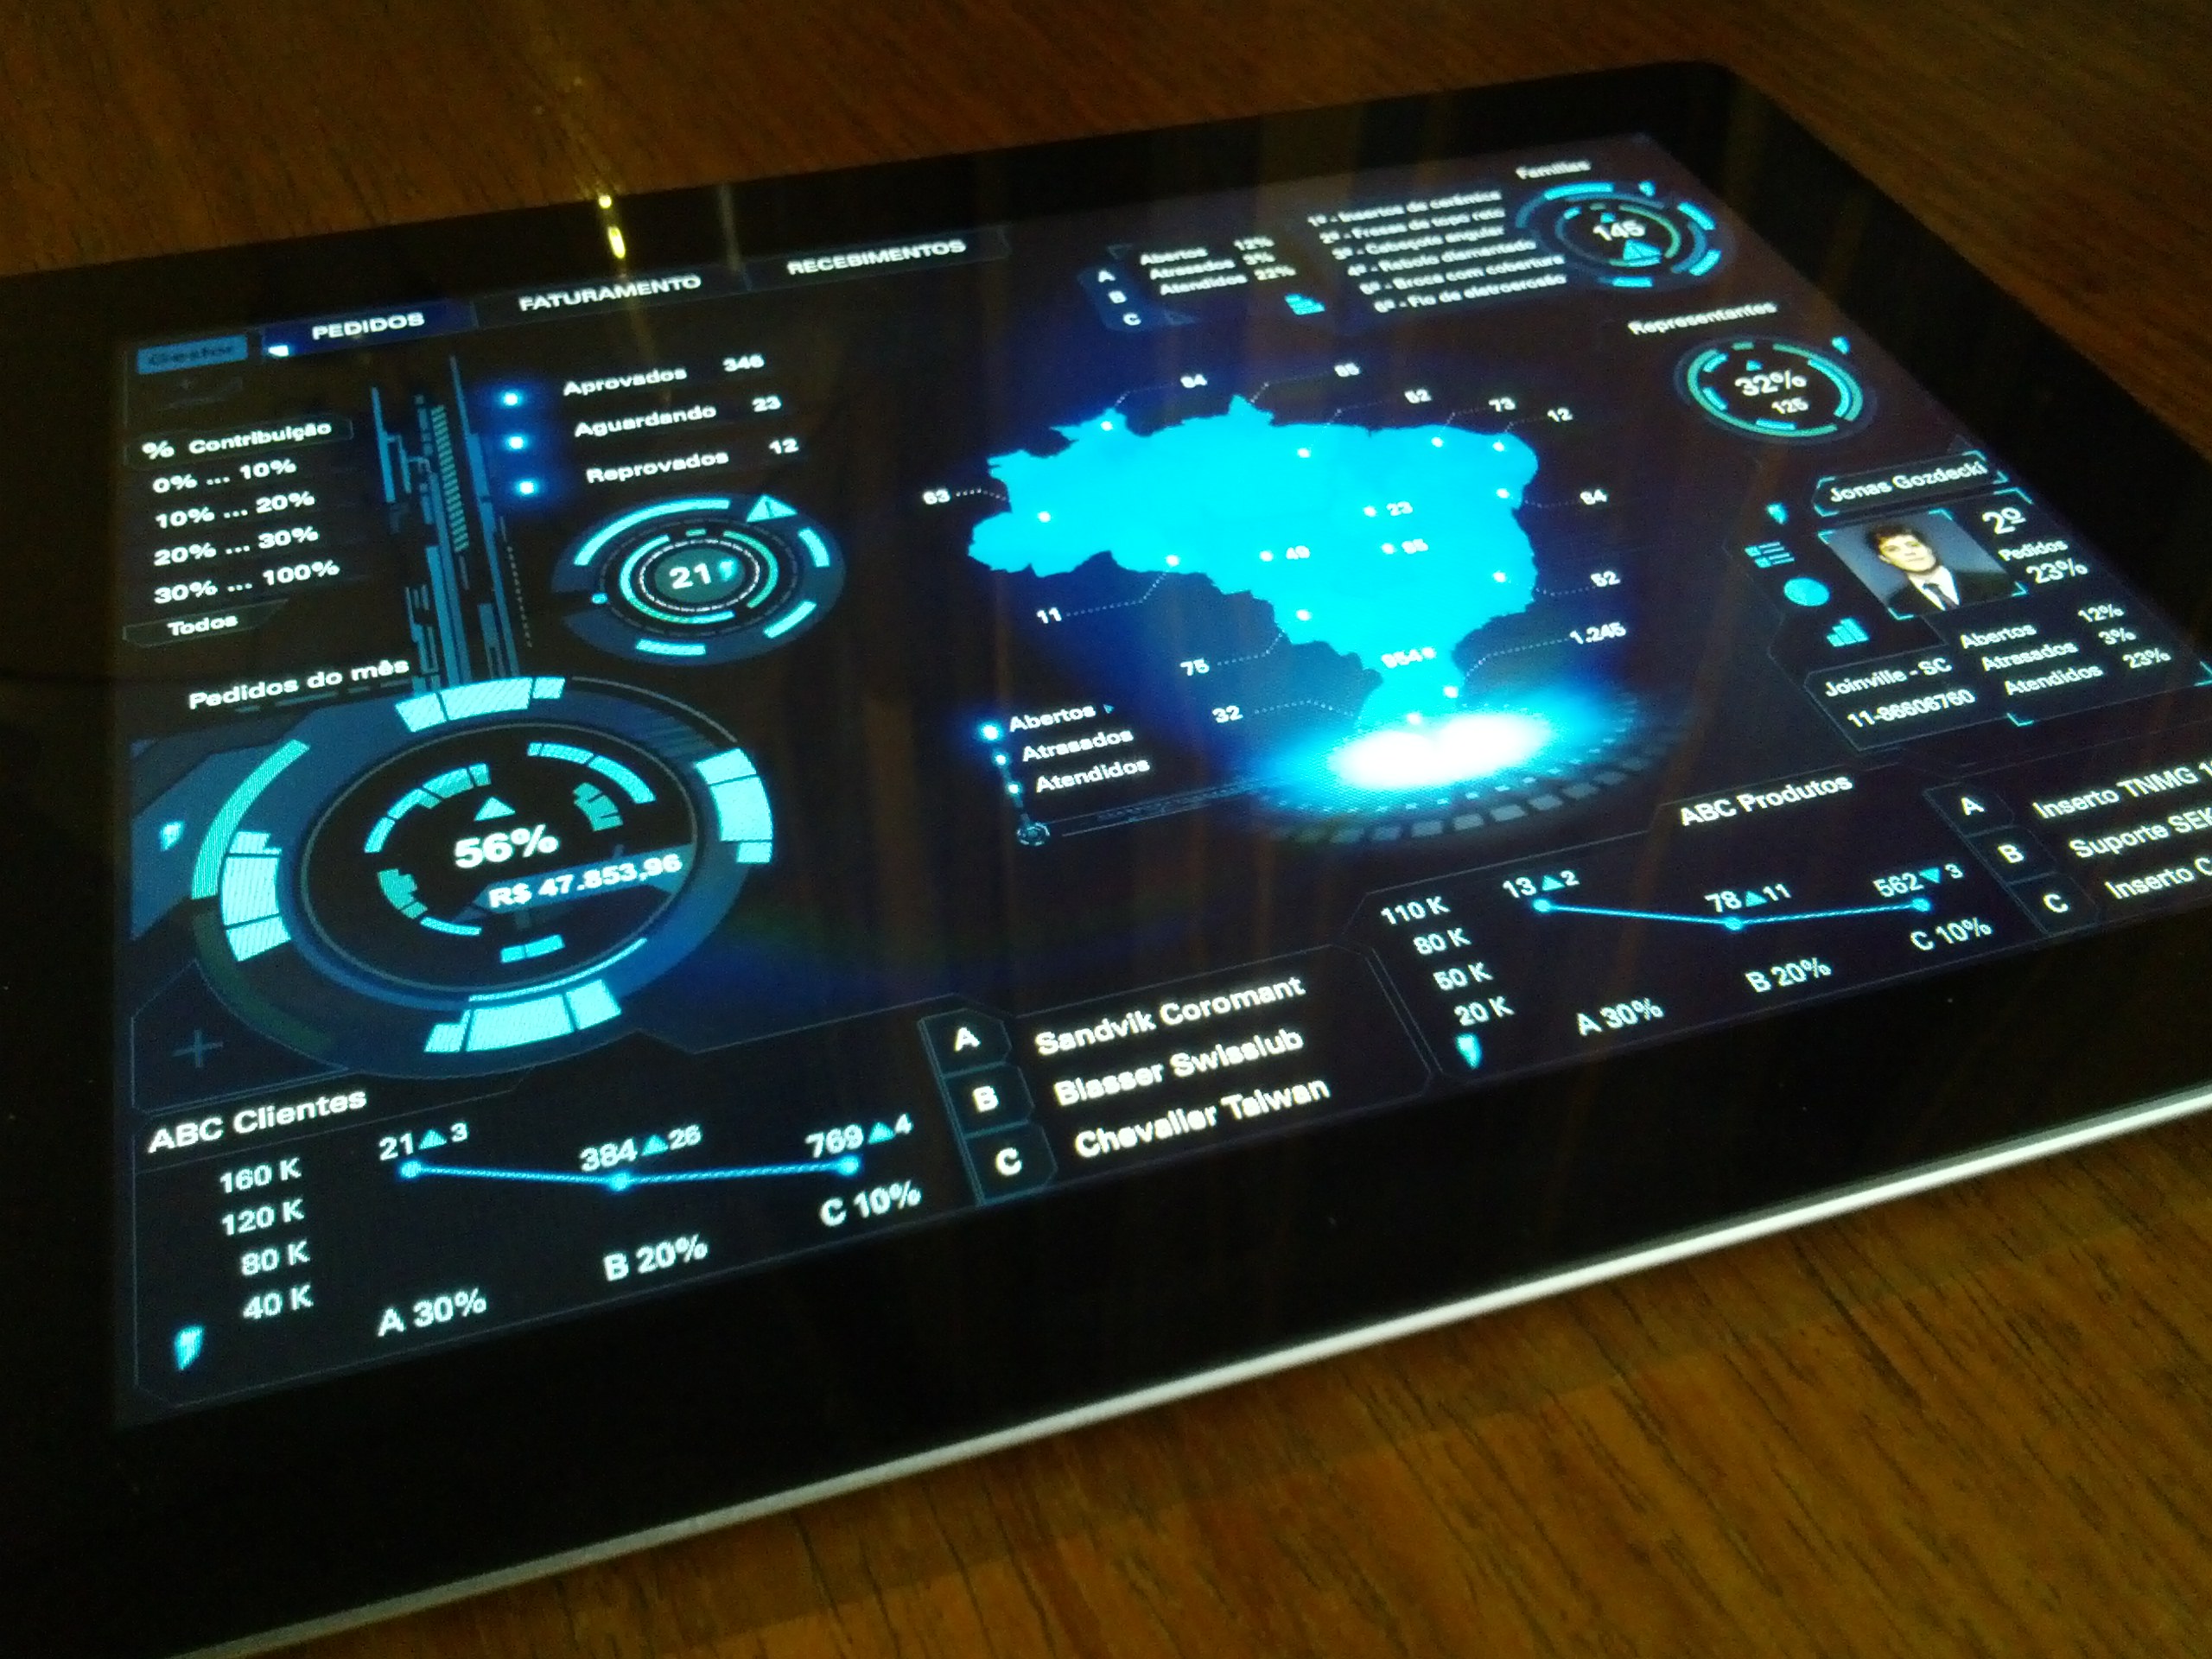 PEDIDOS
FATURAMENTO
RECEBIMENTOS
Gestor
% Contribuição
0% ... 10%
10% ... 20%
20% ... 30%
30% ... 100%
Todos
Aprovados 346
Aguardando 23
Reprovados 12
21
Pedidos do mês
56%
R$ 47.853,96
A
B
C
Abertos 12%
Atrasados 3%
Atendidos 22%
1º - Insertos de cerâmica
2º - Fresas de topo reto
3º - Cabeçote angular
4º - Rebolo diamantado
5º - Broca com cobertura
6º - Fio de eletroerosão
Famílias
145
Representantes
32%
125
Jonas Gozdecki
2º
Pedidos
23%
Abertos 12%
Atrasados 3%
Atendidos 23%
Joinville - SC
11-86606760
84
65
52
73
12
63
23
64
49
11
52
75
1.245
954
32
Abertos
Atrasados
Atendidos
ABC Clientes
160 K
120 K
80 K
40 K
21▲3
384▲26
769▲4
A 30%
B 20%
C 10%
A Sandvik Coromant
B Blasser Swisslub
C Chevalier Taiwan
ABC Produtos
110 K
80 K
50 K
20 K
13▲2
78▲11
562▼3
A 30%
B 20%
C 10%
A Inserto TNMG
B Suporte
C Inserto